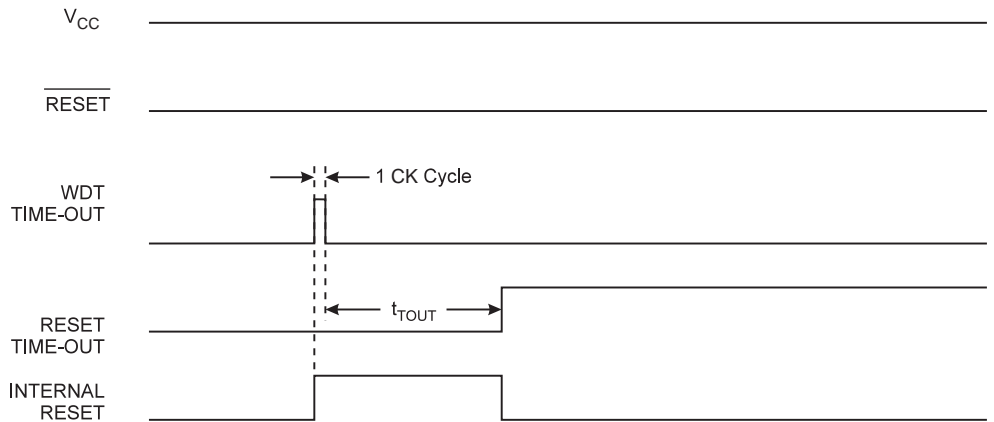 VCC
RESET
1 CK Cycle
WDT
TIME-OUT
tTOUT
RESET
TIME-OUT
INTERNAL
RESET